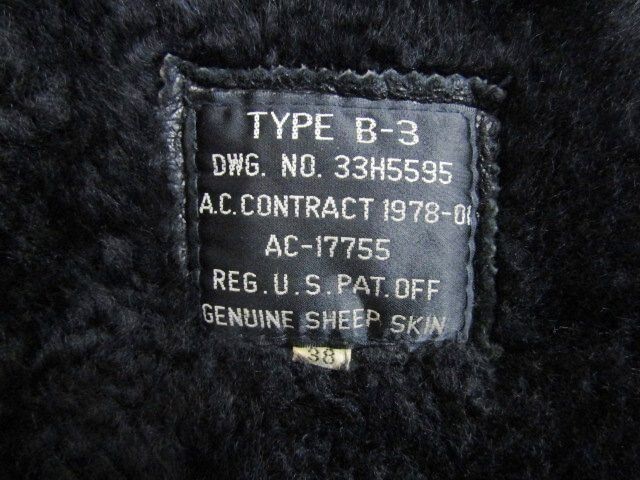 TYPE B-3
DWG. NO. 33H5595
A.C. CONTRACT 1978-0
AC-17755
REG. U.S. PAT. OFF
GENUINE SHEEP SKIN
38